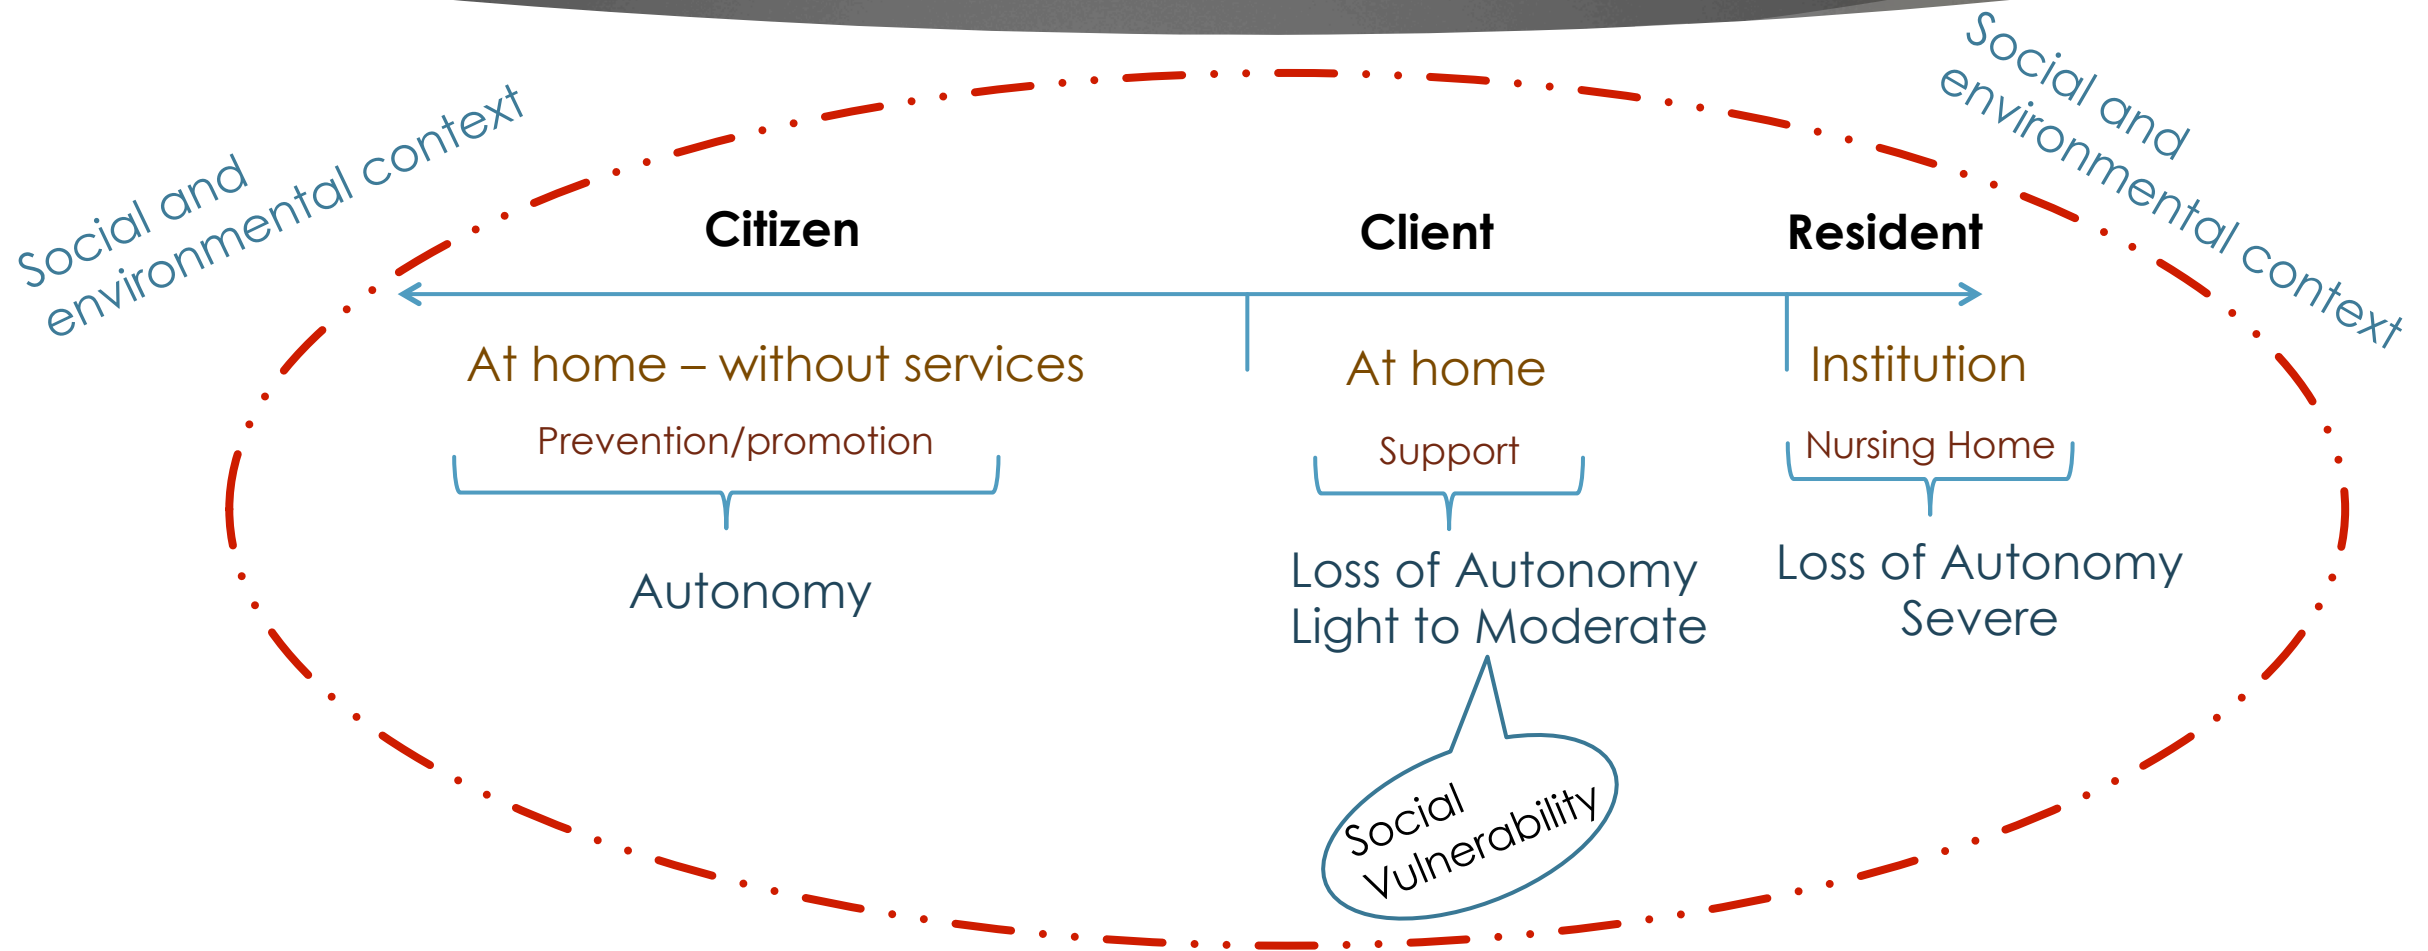 Social and
environmental context
Social and
environmental context
Citizen
Client
Resident
At home – without services
At home
Institution
Prevention/promotion
Support
Nursing Home
Autonomy
Loss of Autonomy
Light to Moderate
Loss of Autonomy
Severe
Social
Vulnerability